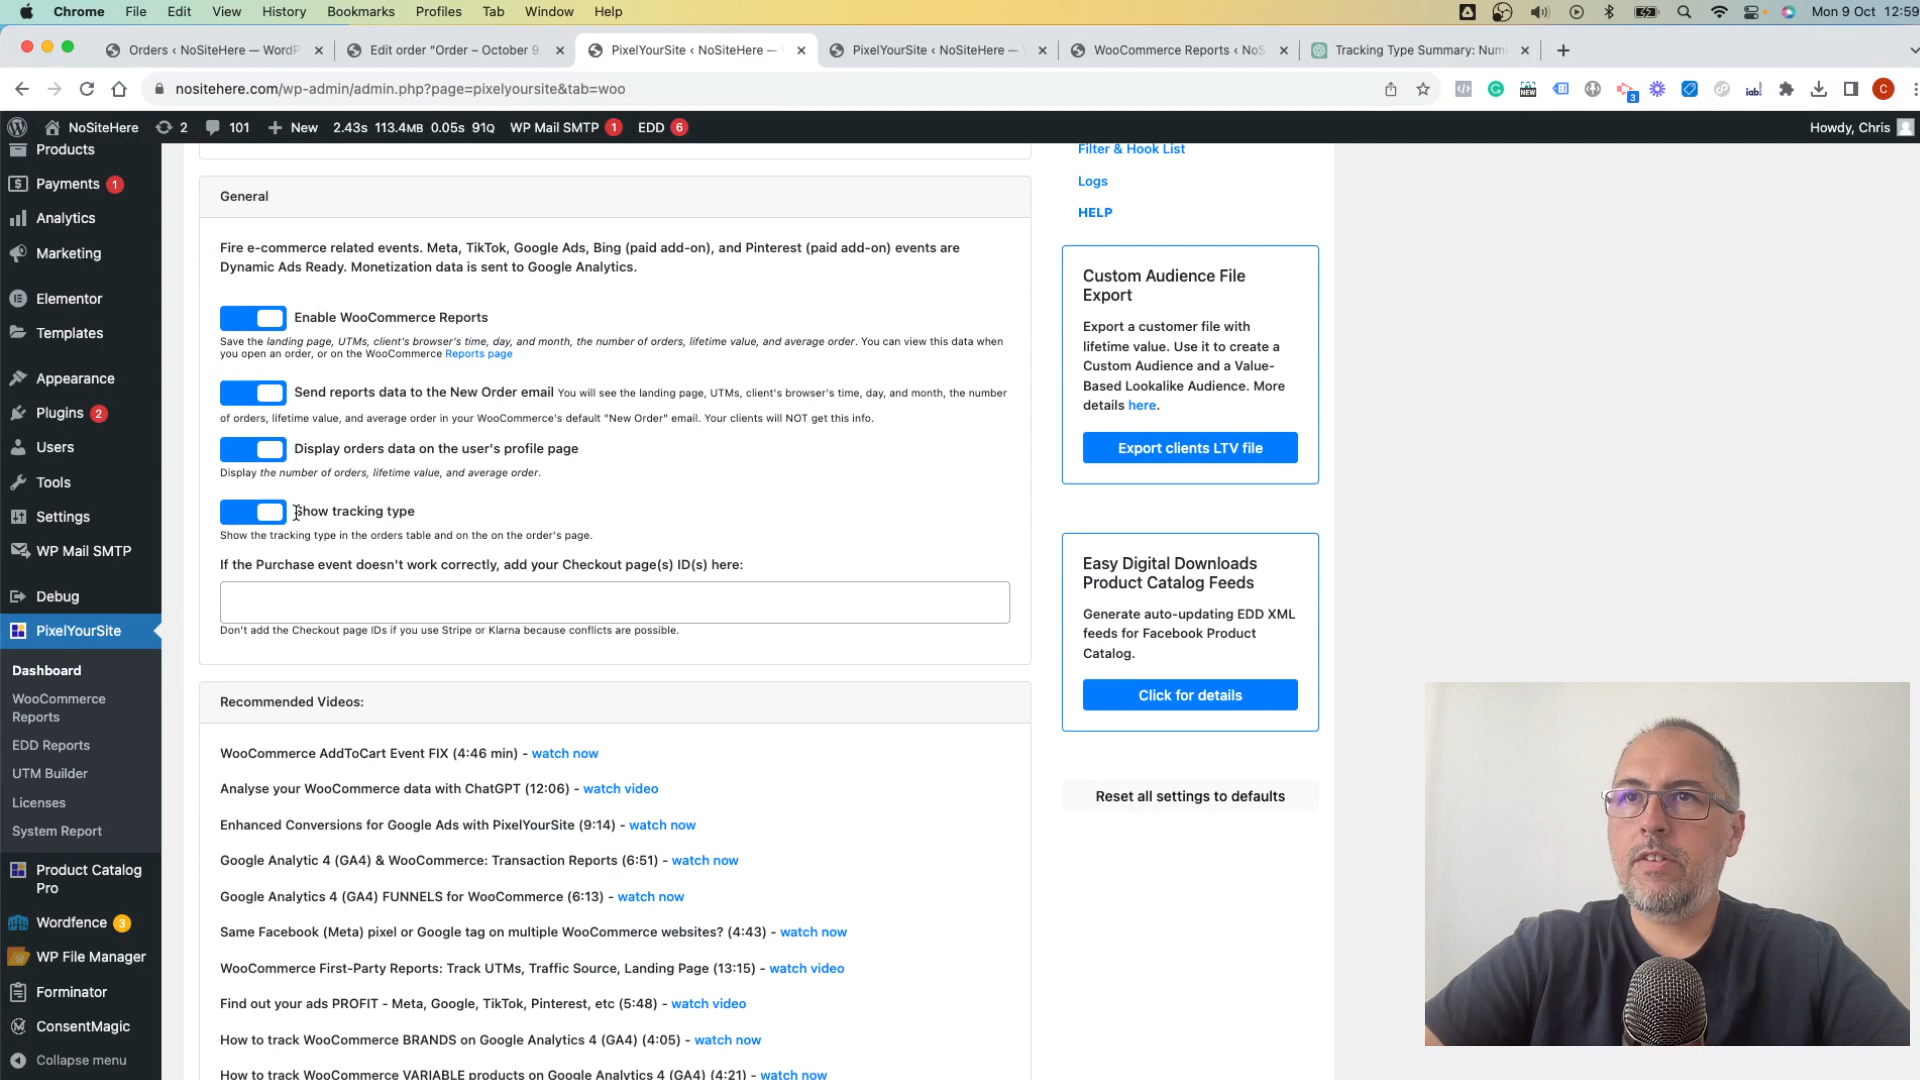 Chrome File Edit View History Bookmarks Profiles Tab Window Help
Mon 9 Oct 12:59
Orders ‹ NoSiteHere — WordP
Edit order "Order – October 9,
PixelYourSite ‹ NoSiteHere —
PixelYourSite ‹ NoSiteHere —
WooCommerce Reports ‹ NoS
Tracking Type Summary: Num
nositehere.com/wp-admin/admin.php?page=pixelyoursite&tab=woo
NEW
3
iab!
C
NoSiteHere 2 101 New 2.43s 113.4MB 0.05s 91Q WP Mail SMTP 1 EDD 6
Howdy, Chris
Products
Payments 1
Analytics
Marketing
Elementor
Templates
Appearance
Plugins 2
Users
Tools
Settings
WP Mail SMTP
Debug
PixelYourSite
Dashboard
WooCommerce
Reports
EDD Reports
UTM Builder
Licenses
System Report
Product Catalog
Pro
Wordfence 3
WP File Manager
Forminator
ConsentMagic
Collapse menu
General
Fire e-commerce related events. Meta, TikTok, Google Ads, Bing (paid add-on), and Pinterest (paid add-on) events are
Dynamic Ads Ready. Monetization data is sent to Google Analytics.
Enable WooCommerce Reports
Save the landing page, UTMs, client's browser's time, day, and month, the number of orders, lifetime value, and average order. You can view this data when
you open an order, or on the WooCommerce Reports page
Send reports data to the New Order email You will see the landing page, UTMs, client's browser's time, day, and month, the number
of orders, lifetime value, and average order in your WooCommerce's default "New Order" email. Your clients will NOT get this info.
Display orders data on the user's profile page
Display the number of orders, lifetime value, and average order.
Show tracking type
Show the tracking type in the orders table and on the on the order's page.
If the Purchase event doesn't work correctly, add your Checkout page(s) ID(s) here:
Don't add the Checkout page IDs if you use Stripe or Klarna because conflicts are possible.
Recommended Videos:
WooCommerce AddToCart Event FIX (4:46 min) - watch now
Analyse your WooCommerce data with ChatGPT (12:06) - watch video
Enhanced Conversions for Google Ads with PixelYourSite (9:14) - watch now
Google Analytic 4 (GA4) & WooCommerce: Transaction Reports (6:51) - watch now
Google Analytics 4 (GA4) FUNNELS for WooCommerce (6:13) - watch now
Same Facebook (Meta) pixel or Google tag on multiple WooCommerce websites? (4:43) - watch now
WooCommerce First-Party Reports: Track UTMs, Traffic Source, Landing Page (13:15) - watch video
Find out your ads PROFIT - Meta, Google, TikTok, Pinterest, etc (5:48) - watch video
How to track WooCommerce BRANDS on Google Analytics 4 (GA4) (4:05) - watch now
How to track WooCommerce VARIABLE products on Google Analytics 4 (GA4) (4:21) - watch now
Filter & Hook List
Logs
HELP
Custom Audience File
Export
Export a customer file with
lifetime value. Use it to create a
Custom Audience and a Value-
Based Lookalike Audience. More
details here.
Export clients LTV file
Easy Digital Downloads
Product Catalog Feeds
Generate auto-updating EDD XML
feeds for Facebook Product
Catalog.
Click for details
Reset all settings to defaults